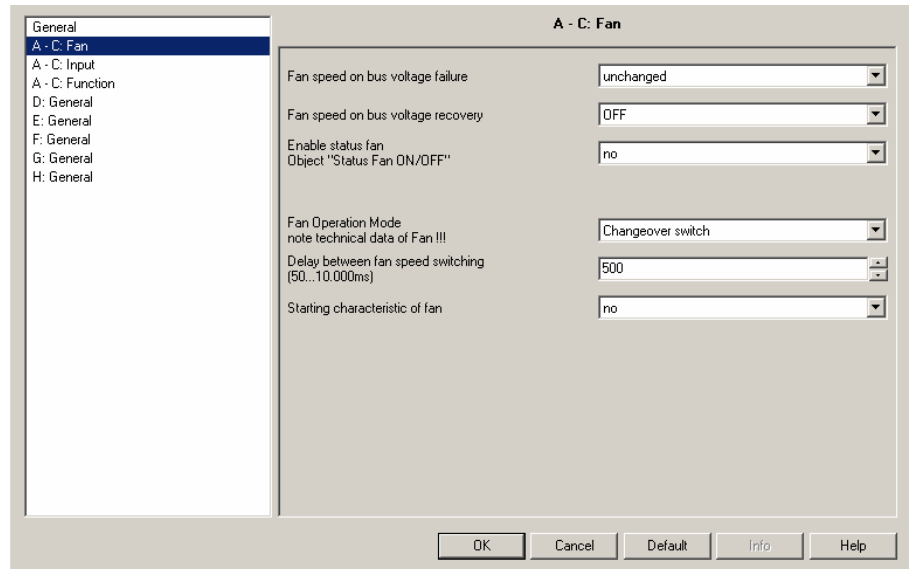 General
A - C: Fan
A - C: Input
A - C: Function
D: General
E: General
F: General
G: General
H: General
A - C: Fan
Fan speed on bus voltage failure
unchanged
Fan speed on bus voltage recovery
OFF
Enable status fan
Object "Status Fan ON/OFF"
no
Fan Operation Mode
note technical data of Fan !!!
Changeover switch
Delay between fan speed switching
(50...10.000ms)
500
Starting characteristic of fan
no
OK
Cancel
Default
Info
Help